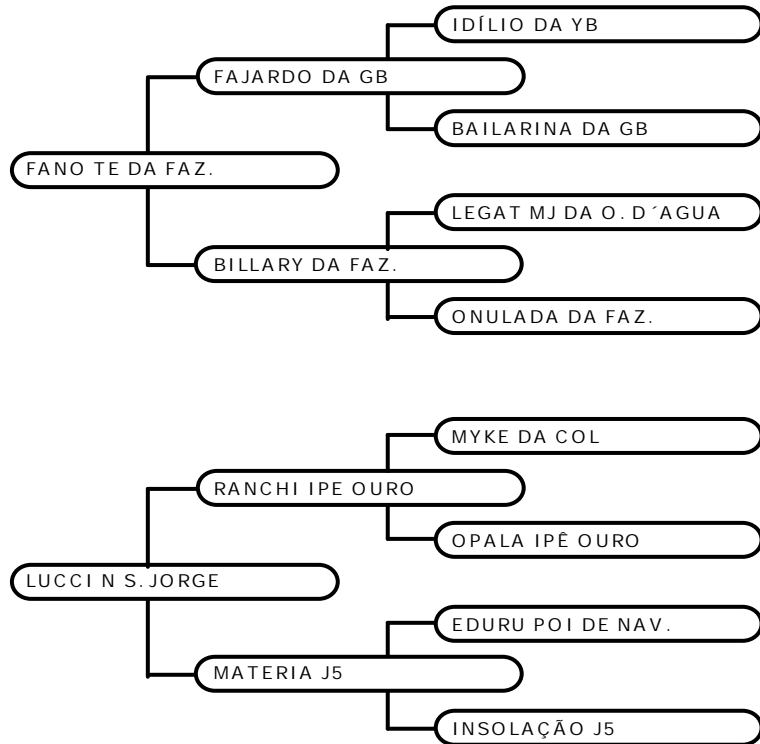 IDÍLIO DA YB
FAJARDO DA GB
BAILARINA DA GB
FANO TE DA FAZ.
LEGAT MJ DA O. D´AGUA
BILLARY DA FAZ.
ONULADA DA FAZ.
MYKE DA COL
RANCHI IPE OURO
OPALA IPÊ OURO
LUCCI N S. JORGE
EDURU POI DE NAV.
MATERIA J5
INSOLAÇÃO J5